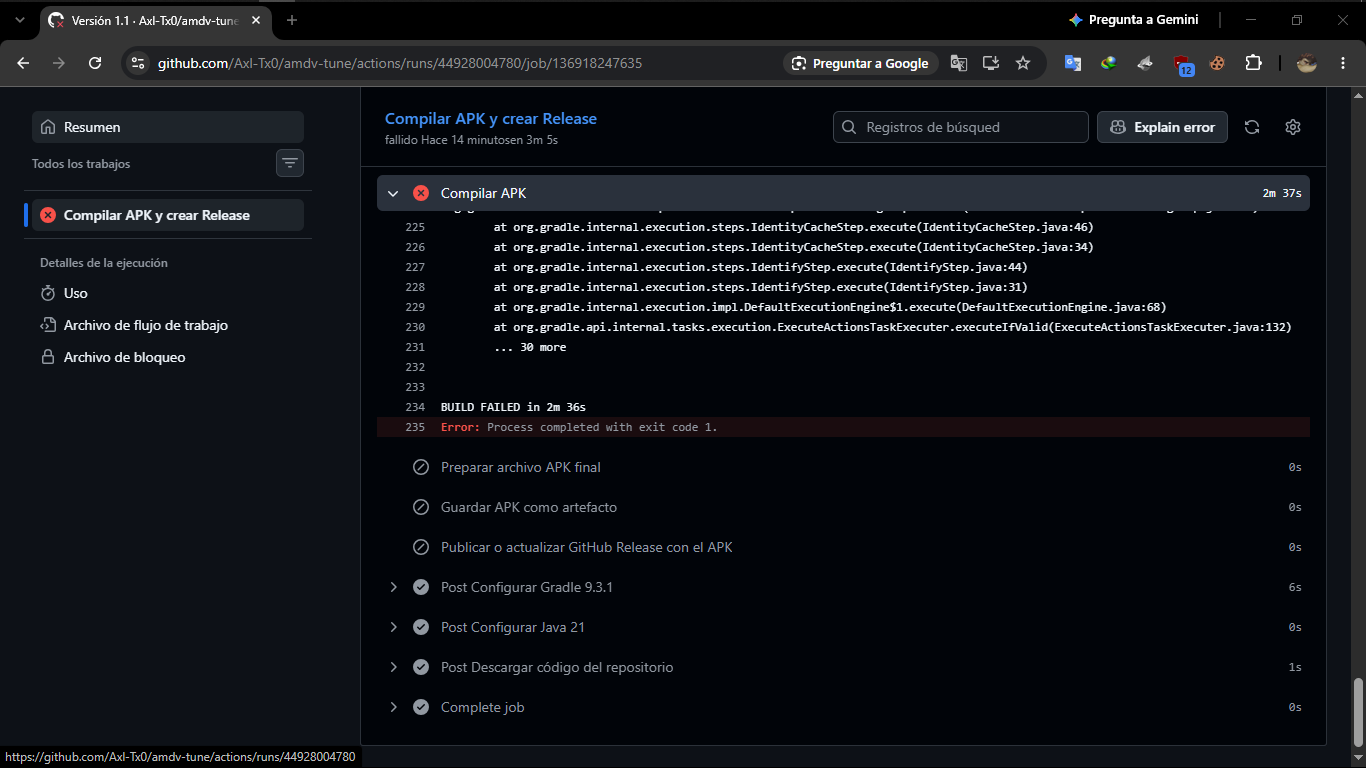 Versión 1.1 · Axl-Tx0/amdv-tune
Pregunta a Gemini
github.com/Axl-Tx0/amdv-tune/actions/runs/44928004780/job/136918247635
Preguntar a Google
12
Resumen
Todos los trabajos
Compilar APK y crear Release
Detalles de la ejecución
Uso
Archivo de flujo de trabajo
Archivo de bloqueo
Compilar APK y crear Release
fallido Hace 14 minutosen 3m 5s
Registros de búsqued
Explain error
Compilar APK
2m 37s
225 at org.gradle.internal.execution.steps.IdentityCacheStep.execute(IdentityCacheStep.java:46)
226 at org.gradle.internal.execution.steps.IdentityCacheStep.execute(IdentityCacheStep.java:34)
227 at org.gradle.internal.execution.steps.IdentifyStep.execute(IdentifyStep.java:44)
228 at org.gradle.internal.execution.steps.IdentifyStep.execute(IdentifyStep.java:31)
229 at org.gradle.internal.execution.impl.DefaultExecutionEngine$1.execute(DefaultExecutionEngine.java:68)
230 at org.gradle.api.internal.tasks.execution.ExecuteActionsTaskExecuter.executeIfValid(ExecuteActionsTaskExecuter.java:132)
231 ... 30 more
232
233
234 BUILD FAILED in 2m 36s
235 Error: Process completed with exit code 1.
Preparar archivo APK final 0s
Guardar APK como artefacto 0s
Publicar o actualizar GitHub Release con el APK 0s
Post Configurar Gradle 9.3.1 6s
Post Configurar Java 21 0s
Post Descargar código del repositorio 1s
Complete job 0s
https://github.com/Axl-Tx0/amdv-tune/actions/runs/44928004780